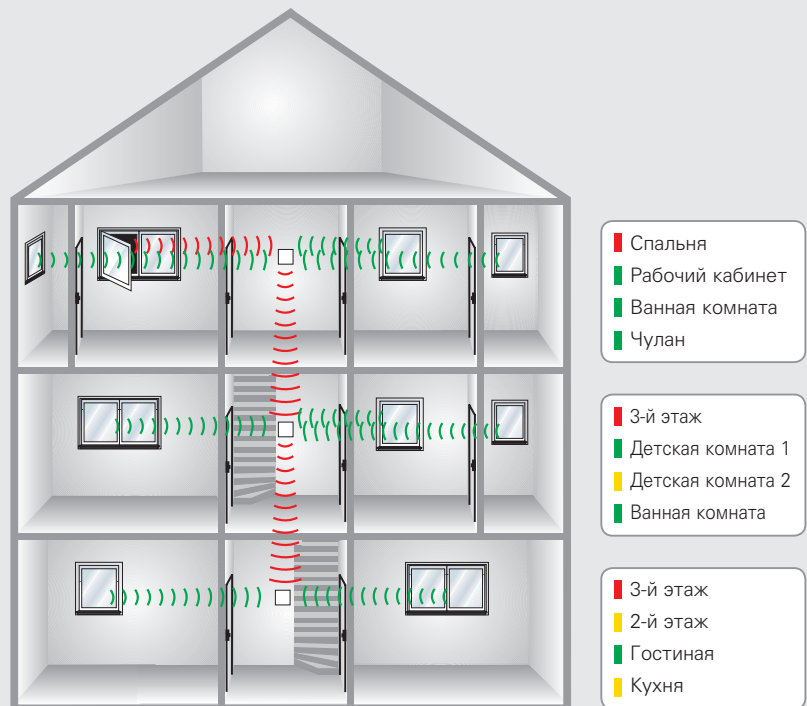 Спальня
Рабочий кабинет
Ванная комната
Чулан
3-й этаж
Детская комната 1
Детская комната 2
Ванная комната
3-й этаж
2-й этаж
Гостиная
Кухня